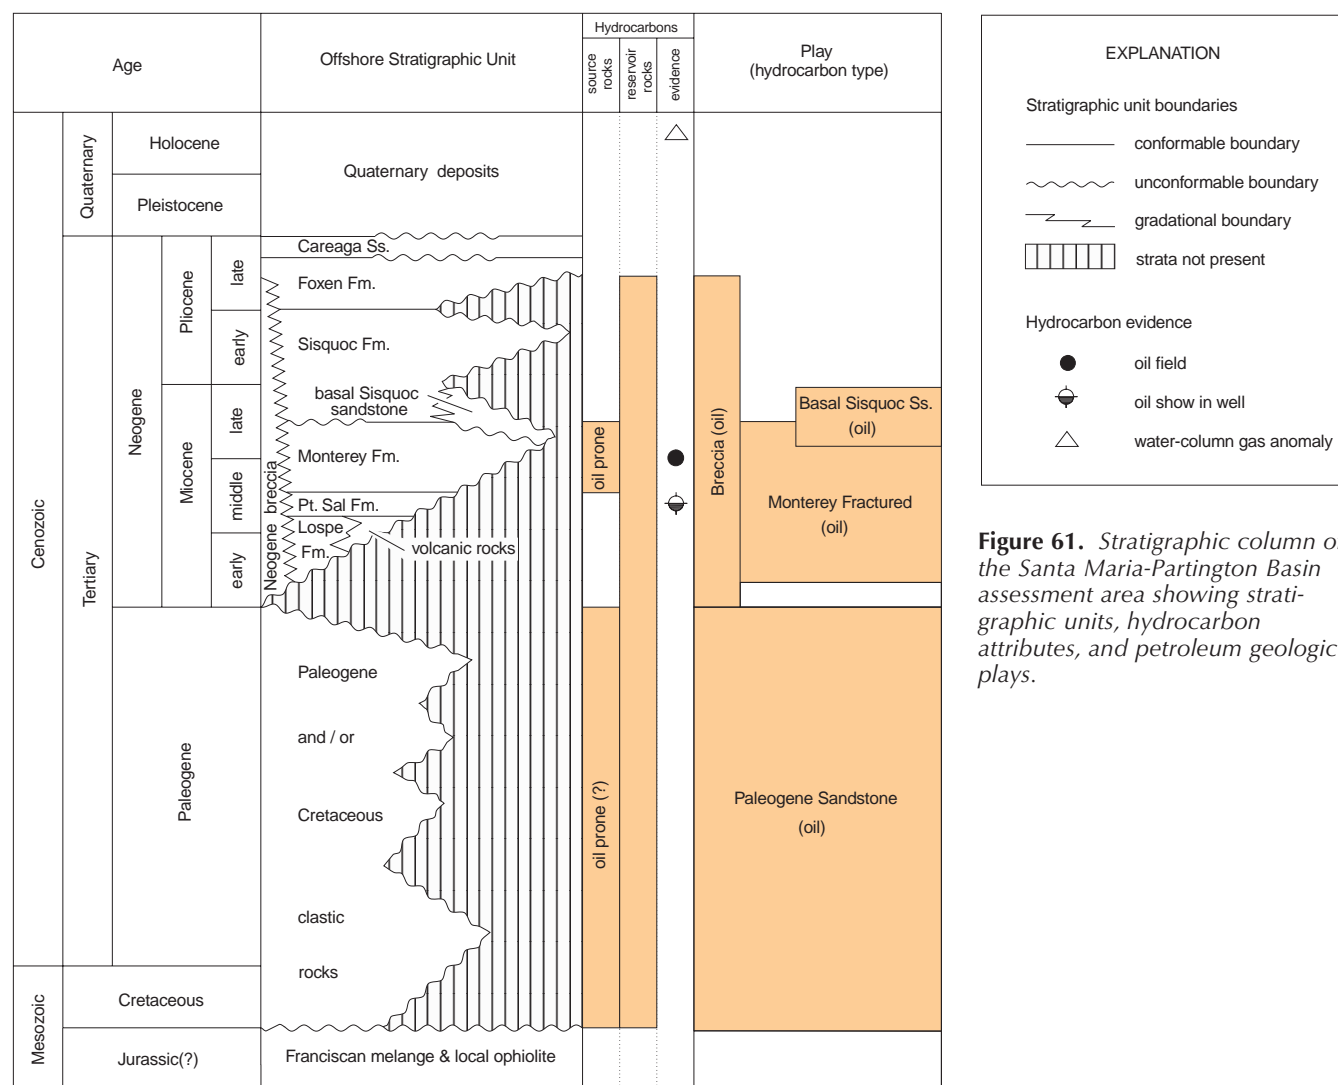 Age
Offshore Stratigraphic Unit
Hydrocarbons
source
rocks
reservoir
rocks
evidence
Play
(hydrocarbon type)
Cenozoic
Mesozoic
Quaternary
Tertiary
Holocene
Pleistocene
Neogene
Paleogene
Pliocene
Miocene
late
early
late
middle
early
Cretaceous
Jurassic(?)
Quaternary deposits
Careaga Ss.
Foxen Fm.
Sisquoc Fm.
basal Sisquoc
sandstone
Monterey Fm.
Pt. Sal Fm.
Lospe
Fm.
volcanic rocks
Neogene breccia
Paleogene
and / or
Cretaceous
clastic
rocks
Franciscan melange & local ophiolite
oil prone
oil prone (?)
Breccia (oil)
Basal Sisquoc Ss.
(oil)
Monterey Fractured
(oil)
Paleogene Sandstone
(oil)
EXPLANATION
Stratigraphic unit boundaries
conformable boundary
unconformable boundary
gradational boundary
strata not present
Hydrocarbon evidence
oil field
oil show in well
water-column gas anomaly
Figure 61. Stratigraphic column o
the Santa Maria-Partington Basin
assessment area showing strati-
graphic units, hydrocarbon
attributes, and petroleum geologic
plays.